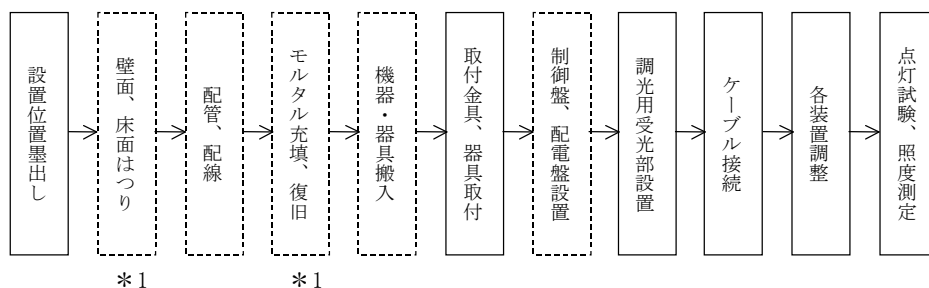 設置位置墨出し
壁面、床面はつり
配管、配線
モルタル充填、復旧
機器・器具搬入
取付金具、器具取付
制御盤、配電盤設置
調光用受光部設置
ケーブル接続
各装置調整
点灯試験、照度測定
＊1
＊1